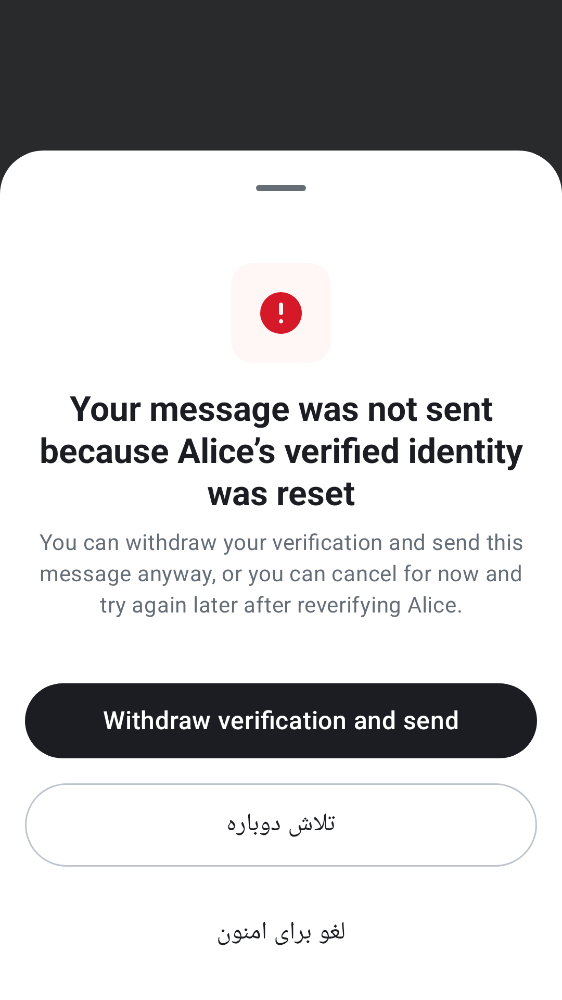 Your message was not sent
because Alice’s verified identity
was reset
You can withdraw your verification and send this
message anyway, or you can cancel for now and
try again later after reverifying Alice.
Withdraw verification and send
تلاش دوباره
لغو برای امنون